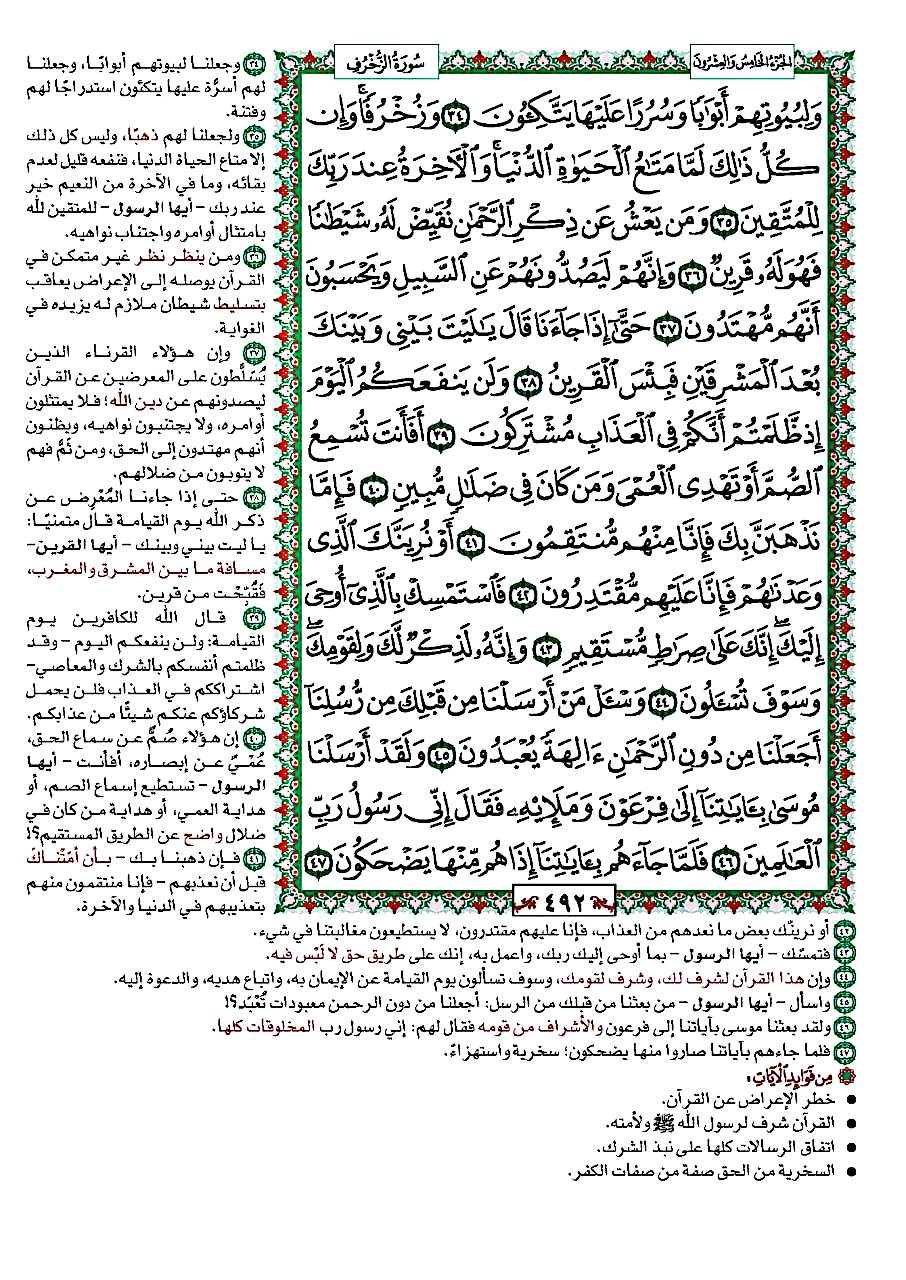 الجزء الخامس والعشرون
سورة الزخرف
وَلِبُيُوتِهِمْ أَبْوَٰبًا وَسُرُرًا عَلَيْهَا يَتَّكِـُٔونَ ٣٤ وَزُخْرُفًاۚ وَإِن
كُلُّ ذَٰلِكَ لَمَّا مَتَٰعُ ٱلْحَيَوٰةِ ٱلدُّنْيَاۚ وَٱلْءَاخِرَةُ عِندَ رَبِّكَ
لِلْمُتَّقِينَ ٣٥ وَمَن يَعْشُ عَن ذِكْرِ ٱلرَّحْمَٰنِ نُقَيِّضْ لَهُۥ شَيْطَٰنًا
فَهُوَ لَهُۥ قَرِينٌ ٣٦ وَإِنَّهُمْ لَيَصُدُّونَهُمْ عَنِ ٱلسَّبِيلِ وَيَحْسَبُونَ
أَنَّهُم مُّهْتَدُونَ ٣٧ حَتَّىٰٓ إِذَا جَآءَنَا قَالَ يَٰلَيْتَ بَيْنِى وَبَيْنَكَ
بُعْدَ ٱلْمَشْرِقَيْنِ فَبِئْسَ ٱلْقَرِينُ ٣٨ وَلَن يَنفَعَكُمُ ٱلْيَوْمَ
إِذ ظَّلَمْتُمْ أَنَّكُمْ فِى ٱلْعَذَابِ مُشْتَرِكُونَ ٣٩ أَفَأَنتَ تُسْمِعُ
ٱلصُّمَّ أَوْ تَهْدِى ٱلْعُمْىَ وَمَن كَانَ فِى ضَلَٰلٍ مُّبِينٍ ٤٠ فَإِمَّا
نَذْهَبَنَّ بِكَ فَإِنَّا مِنْهُم مُّنتَقِمُونَ ٤١ أَوْ نُرِيَنَّكَ ٱلَّذِى
وَعَدْنَٰهُمْ فَإِنَّا عَلَيْهِم مُّقْتَدِرُونَ ٤٢ فَٱسْتَمْسِكْ بِٱلَّذِىٓ أُوحِىَ
إِلَيْكَۖ إِنَّكَ عَلَىٰ صِرَٰطٍ مُّسْتَقِيمٍ ٤٣ وَإِنَّهُۥ لَذِكْرٌ لَّكَ وَلِقَوْمِكَۖ
وَسَوْفَ تُسْـَٔلُونَ ٤٤ وَسْـَٔلْ مَنْ أَرْسَلْنَا مِن قَبْلِكَ مِن رُّسُلِنَآ
أَجَعَلْنَا مِن دُونِ ٱلرَّحْمَٰنِ ءَالِهَةً يُعْبَدُونَ ٤٥ وَلَقَدْ أَرْسَلْنَا
مُوسَىٰ بِـَٔايَٰتِنَآ إِلَىٰ فِرْعَوْنَ وَمَلَإِي۟هِۦ فَقَالَ إِنِّى رَسُولُ رَبِّ
ٱلْعَٰلَمِينَ ٤٦ فَلَمَّا جَآءَهُم بِـَٔايَٰتِنَآ إِذَا هُم مِّنْهَا يَضْحَكُونَ ٤٧
٤٩٢
٣٤ وجعلنا لبيوتهم أبوابًا، وجعلنا
لهم أسرَّة عليها يتكئون استدراجًا لهم
وفتنة.
٣٥ ولجعلنا لهم ذهبًا، وليس كل ذلك
إلا متاع الحياة الدنيا، فنفعه قليل لعدم
بقائه، وما في الآخرة من النعيم خير
عند ربك – أيها الرسول – للمتقين لله
بامتثال أوامره واجتناب نواهيه.
٣٦ ومن ينظر نظر غير متمكن في
القرآن يوصله إلى الإعراض يعاقب
بتسليط شيطان ملازم له يزيده في
الغواية.
٣٧ وإن هؤلاء القرناء الذين
يُسَلَّطون على المعرضين عن القرآن
ليصدونهم عن دين الله؛ فلا يمتثلون
أوامره، ولا يجتنبون نواهيه، ويظنون
أنهم مهتدون إلى الحق، ومن ثَمَّ فهم
لا يتوبون من ضلالهم.
٣٨ حتى إذا جاءنا المُعْرِض عن
ذكر الله يوم القيامة قال متمنيًا:
يا ليت بيني وبينك – أيها القرين–
مسافة ما بين المشرق والمغرب،
فَقُبِّحْت من قرين.
٣٩ قال الله للكافرين يوم
القيامة: ولن ينفعكم اليوم – وقد
ظلمتم أنفسكم بالشرك والمعاصي–
اشتراككم في العذاب فلن يحمل
شركاؤكم عنكم شيئًا من عذابكم.
٤٠ إن هؤلاء صُمٌّ عن سماع الحق،
عُمْيٌ عن إبصاره، أفأنت – أيها
الرسول – تستطيع إسماع الصم، أو
هداية العمي، أو هداية من كان في
ضلال واضح عن الطريق المستقيم؟!
٤١ فإن ذهبنا بك – بأن أمَتْناكَ
قبل أن نعذبهم – فإنا منتقمون منهم
بتعذيبهم في الدنيا والآخرة.
٤٢ أو نرينّك بعض ما نعدهم من العذاب، فإنا عليهم مقتدرون، لا يستطيعون مغالبتنا في شيء.
٤٣ فتمسّك – أيها الرسول – بما أوحى إليك ربك، واعمل به، إنك على طريق حق لا لَبْس فيه.
٤٤ وإن هذا القرآن لشرف لك، وشرف لقومك، وسوف تسألون يوم القيامة عن الإيمان به، واتباع هديه، والدعوة إليه.
٤٥ واسأل – أيها الرسول – من بعثنا من قبلك من الرسل: أجعلنا من دون الرحمن معبودات تُعْبَد؟!
٤٦ ولقد بعثنا موسى بآياتنا إلى فرعون والأشراف من قومه فقال لهم: إني رسول رب المخلوقات كلها.
٤٧ فلما جاءهم بآياتنا صاروا منها يضحكون؛ سخرية واستهزاءً.
من فوائد الآيات:
• خطر الإعراض عن القرآن.
• القرآن شرف لرسول الله ﷺ ولأمته.
• اتفاق الرسالات كلها على نبذ الشرك.
• السخرية من الحق صفة من صفات الكفر.